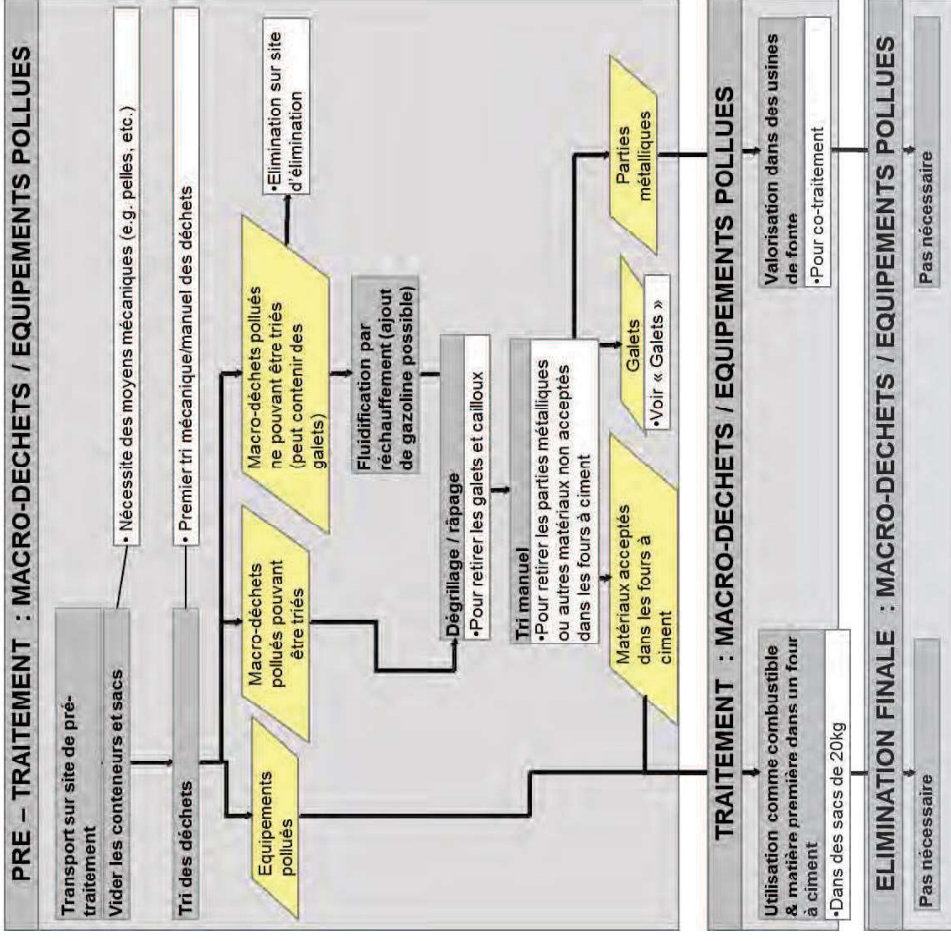 PRE – TRAITEMENT : MACRO-DECHETS / EQUIPEMENTS POLLUES
Transport sur site de pré-
traitement
Vider les conteneurs et sacs
• Nécessite des moyens mécaniques (e.g. pelles, etc.)
Tri des déchets
• Premier tri mécanique/manuel des déchets
Equipements
pollués
Macro-déchets
pollués pouvant
être triés
Macro-déchets pollués
ne pouvant être triés
(peut contenir des
galets)
•Elimination sur site
d'élimination
Fluidification par
réchauffement (ajout
de gazoline possible)
Dégrillage / râpage
•Pour retirer les galets et cailloux
Tri manuel
•Pour retirer les parties métalliques
ou autres matériaux non acceptés
dans les fours à ciment
Matériaux acceptés
dans les fours à
ciment
Galets
•Voir « Galets »
Parties
métalliques
TRAITEMENT : MACRO-DECHETS / EQUIPEMENTS POLLUES
Utilisation comme combustible
& matière première dans un four
à ciment
•Dans des sacs de 20kg
Valorisation dans des usines
de fonte
•Pour co-traitement
ELIMINATION FINALE : MACRO-DECHETS / EQUIPEMENTS POLLUES
Pas nécessaire
Pas nécessaire